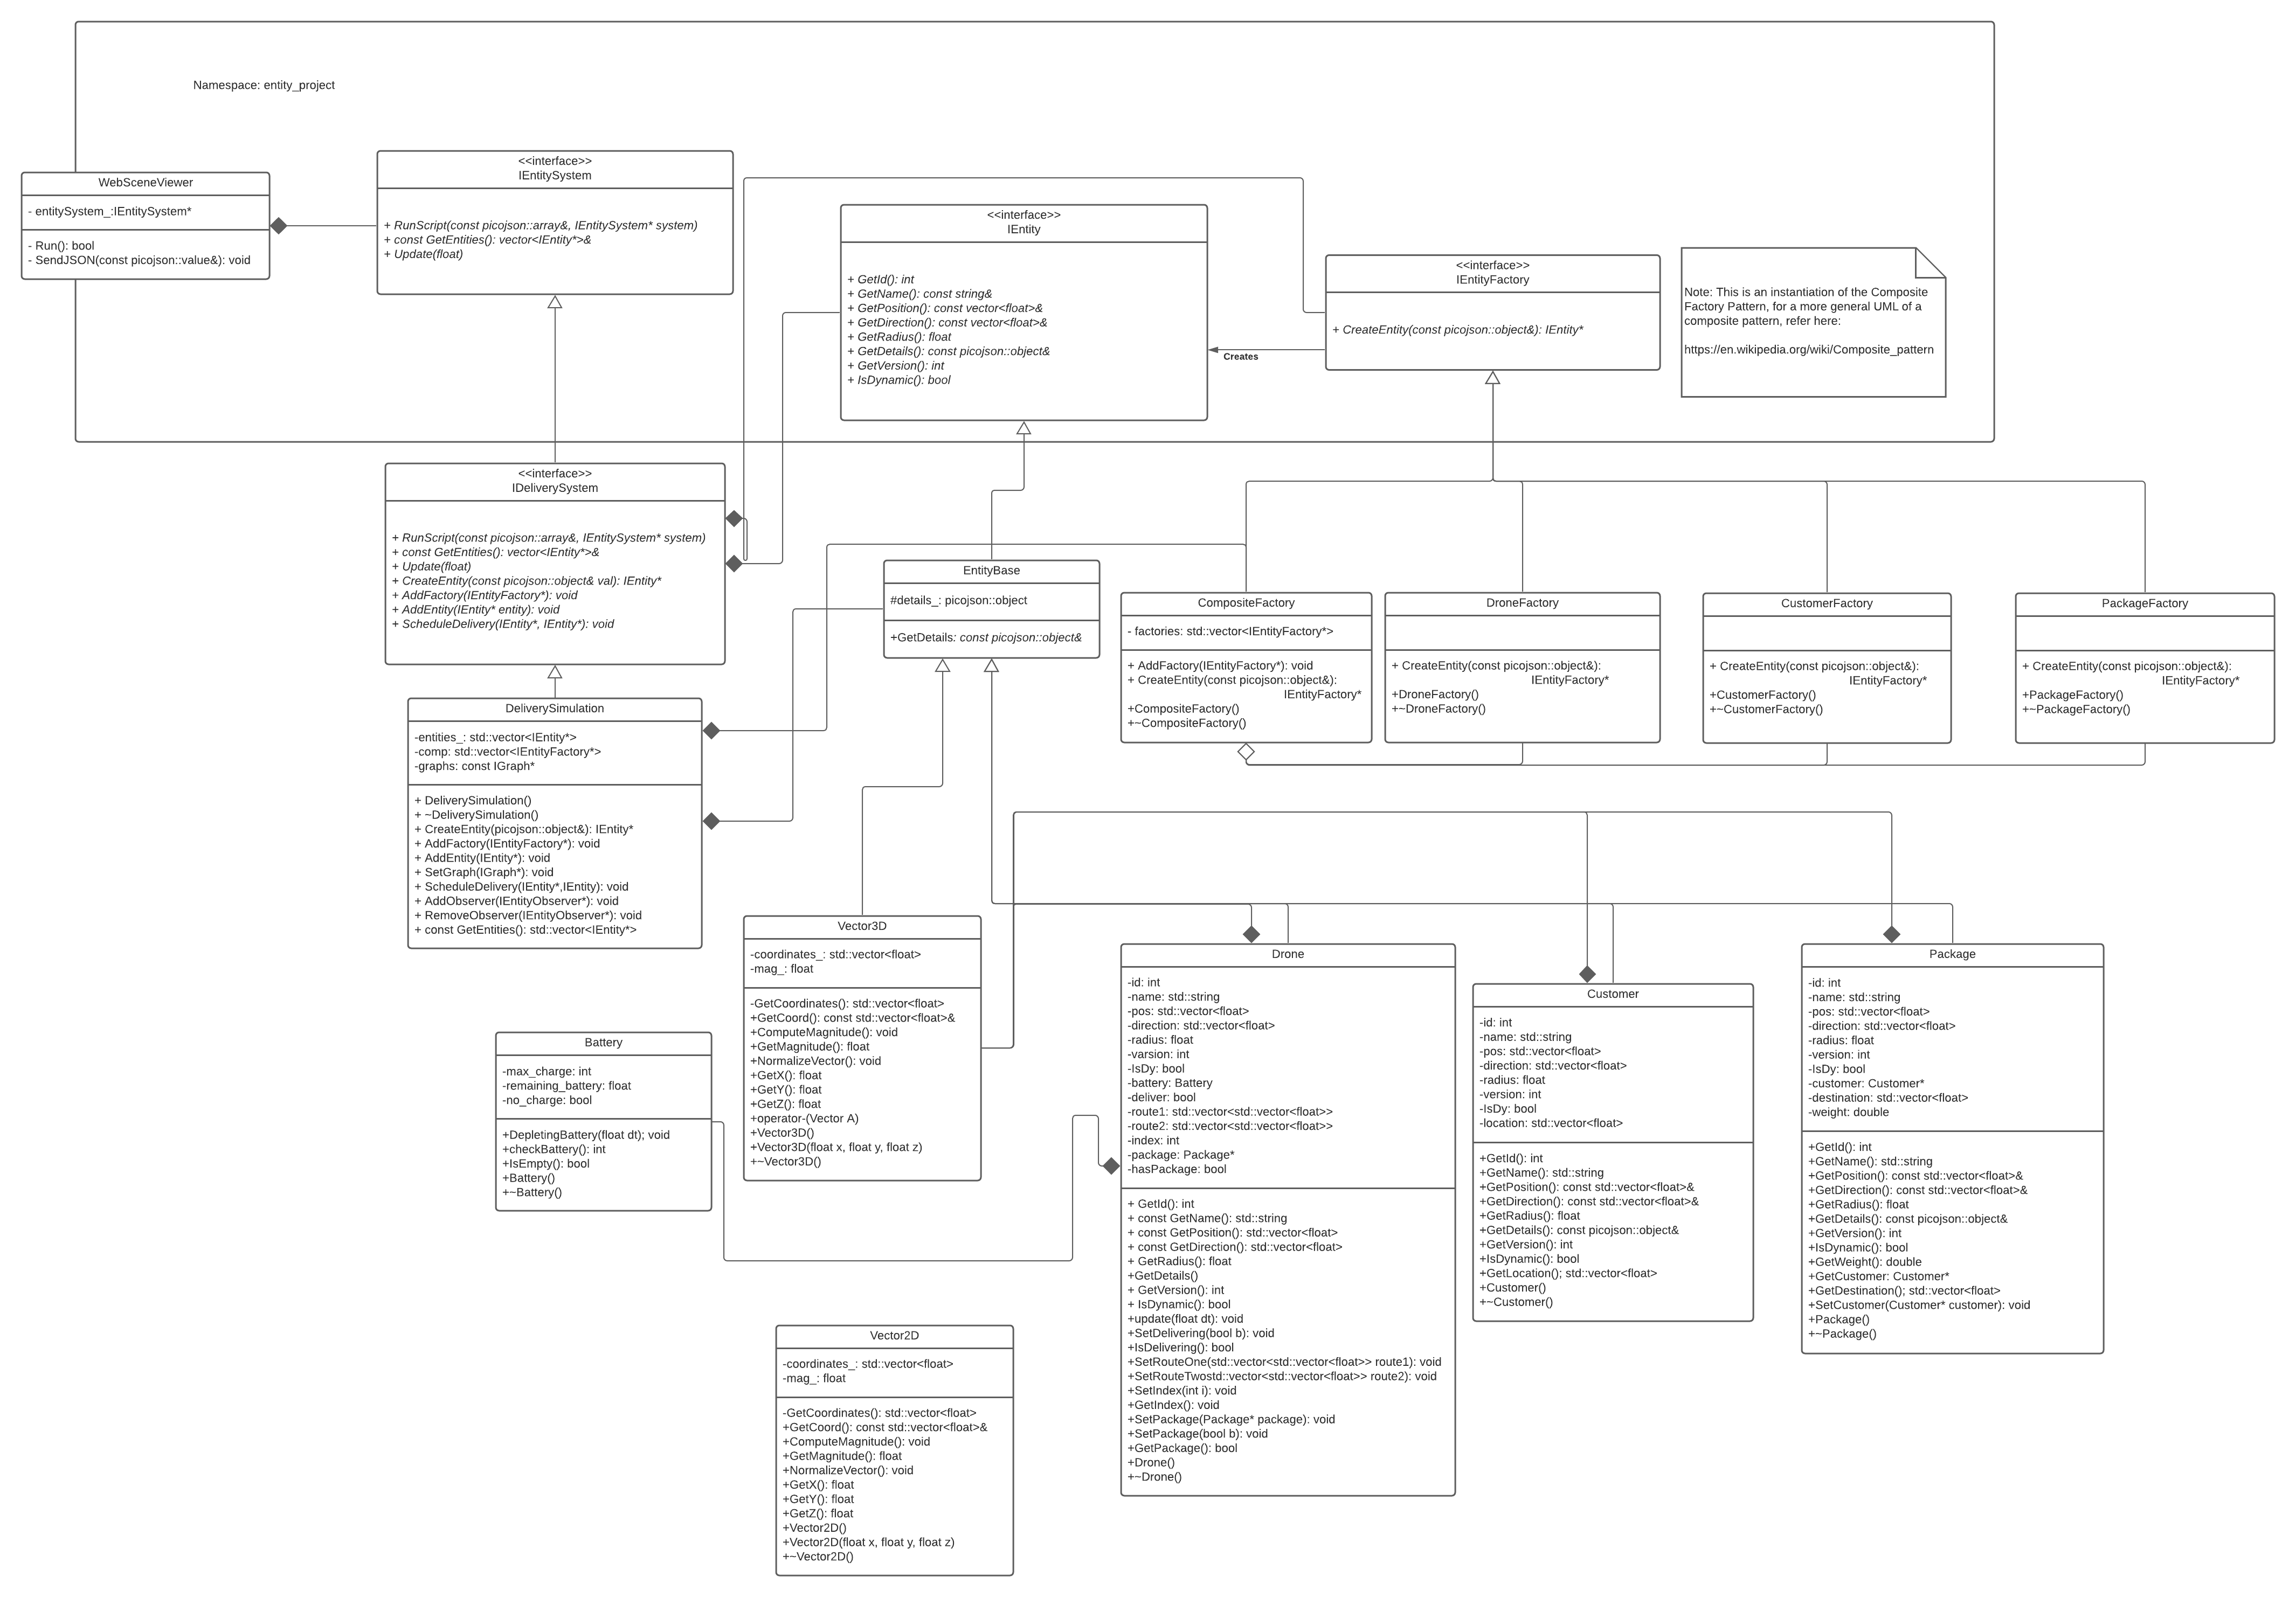 Namespace: entity_project
WebSceneViewer
- entitySystem_:IEntitySystem*
- Run(): bool
- SendJSON(const picojson::value&): void
<<interface>>
IEntitySystem
+ RunScript(const picojson::array&, IEntitySystem* system)
+ const GetEntities(): vector<IEntity*>&
+ Update(float)
<<interface>>
IEntity
+ GetId(): int
+ GetName(): const string&
+ GetPosition(): const vector<float>&
+ GetDirection(): const vector<float>&
+ GetRadius(): float
+ GetDetails(): const picojson::object&
+ GetVersion(): int
+ IsDynamic(): bool
Creates
<<interface>>
IEntityFactory
+ CreateEntity(const picojson::object&): IEntity*
Note: This is an instantiation of the Composite
Factory Pattern, for a more general UML of a
composite pattern, refer here:
https://en.wikipedia.org/wiki/Composite_pattern
<<interface>>
IDeliverySystem
+ RunScript(const picojson::array&, IEntitySystem* system)
+ const GetEntities(): vector<IEntity*>&
+ Update(float)
+ CreateEntity(const picojson::object& val): IEntity*
+ AddFactory(IEntityFactory*): void
+ AddEntity(IEntity* entity): void
+ ScheduleDelivery(IEntity*, IEntity*): void
EntityBase
#details_: picojson::object
+GetDetails: const picojson::object&
CompositeFactory
- factories: std::vector<IEntityFactory*>
+ AddFactory(IEntityFactory*): void
+ CreateEntity(const picojson::object&):
IEntityFactory*
+CompositeFactory()
+~CompositeFactory()
DroneFactory
+ CreateEntity(const picojson::object&):
IEntityFactory*
+DroneFactory()
+~DroneFactory()
CustomerFactory
+ CreateEntity(const picojson::object&):
IEntityFactory*
+CustomerFactory()
+~CustomerFactory()
PackageFactory
+ CreateEntity(const picojson::object&):
IEntityFactory*
+PackageFactory()
+~PackageFactory()
DeliverySimulation
-entities_: std::vector<IEntity*>
-comp: std::vector<IEntityFactory*>
-graphs: const IGraph*
+ DeliverySimulation()
+ ~DeliverySimulation()
+ CreateEntity(picojson::object&): IEntity*
+ AddFactory(IEntityFactory*): void
+ AddEntity(IEntity*): void
+ SetGraph(IGraph*): void
+ ScheduleDelivery(IEntity*,IEntity): void
+ AddObserver(IEntityObserver*): void
+ RemoveObserver(IEntityObserver*): void
+ const GetEntities(): std::vector<IEntity*>
Vector3D
-coordinates_: std::vector<float>
-mag_: float
-GetCoordinates(): std::vector<float>
+GetCoord(): const std::vector<float>&
+ComputeMagnitude(): void
+GetMagnitude(): float
+NormalizeVector(): void
+GetX(): float
+GetY(): float
+GetZ(): float
+operator-(Vector A)
+Vector3D()
+Vector3D(float x, float y, float z)
+~Vector3D()
Battery
-max_charge: int
-remaining_battery: float
-no_charge: bool
+DepletingBattery(float dt); void
+checkBattery(): int
+IsEmpty(): bool
+Battery()
+~Battery()
Drone
-id: int
-name: std::string
-pos: std::vector<float>
-direction: std::vector<float>
-radius: float
-varsion: int
-IsDy: bool
-battery: Battery
-deliver: bool
-route1: std::vector<std::vector<float>>
-route2: std::vector<std::vector<float>>
-index: int
-package: Package*
-hasPackage: bool
+ GetId(): int
+ const GetName(): std::string
+ const GetPosition(): std::vector<float>
+ const GetDirection(): std::vector<float>
+ GetRadius(): float
+GetDetails()
+ GetVersion(): int
+ IsDynamic(): bool
+update(float dt): void
+SetDelivering(bool b): void
+IsDelivering(): bool
+SetRouteOne(std::vector<std::vector<float>> route1): void
+SetRouteTwostd::vector<std::vector<float>> route2): void
+SetIndex(int i): void
+GetIndex(): void
+SetPackage(Package* package): void
+SetPackage(bool b): void
+GetPackage(): bool
+Drone()
+~Drone()
Customer
-id: int
-name: std::string
-pos: std::vector<float>
-direction: std::vector<float>
-radius: float
-version: int
-IsDy: bool
-location: std::vector<float>
+GetId(): int
+GetName(): std::string
+GetPosition(): const std::vector<float>&
+GetDirection(): const std::vector<float>&
+GetRadius(): float
+GetDetails(): const picojson::object&
+GetVersion(): int
+IsDynamic(): bool
+GetLocation(); std::vector<float>
+Customer()
+~Customer()
Package
-id: int
-name: std::string
-pos: std::vector<float>
-direction: std::vector<float>
-radius: float
-version: int
-IsDy: bool
-customer: Customer*
-destination: std::vector<float>
-weight: double
+GetId(): int
+GetName(): std::string
+GetPosition(): const std::vector<float>&
+GetDirection(): const std::vector<float>&
+GetRadius(): float
+GetDetails(): const picojson::object&
+GetVersion(): int
+IsDynamic(): bool
+GetWeight(): double
+GetCustomer: Customer*
+GetDestination(); std::vector<float>
+SetCustomer(Customer* customer): void
+Package()
+~Package()
Vector2D
-coordinates_: std::vector<float>
-mag_: float
-GetCoordinates(): std::vector<float>
+GetCoord(): const std::vector<float>&
+ComputeMagnitude(): void
+GetMagnitude(): float
+NormalizeVector(): void
+GetX(): float
+GetY(): float
+GetZ(): float
+Vector2D()
+Vector2D(float x, float y, float z)
+~Vector2D()